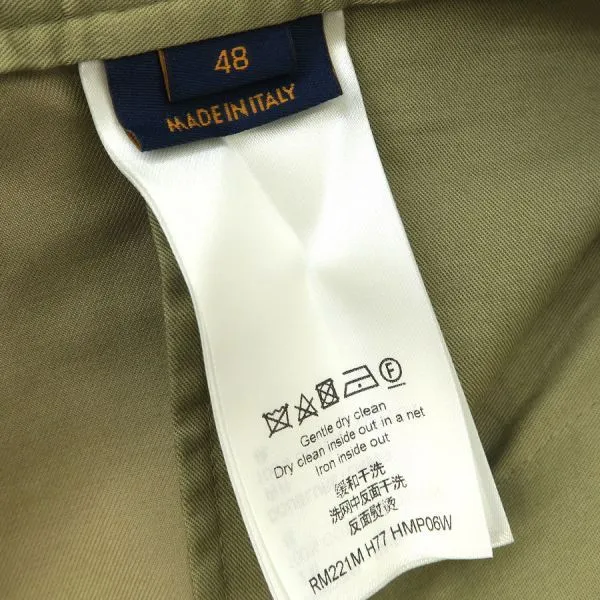 48
MADE IN ITALY
F
Gentle dry clean
Dry clean inside out in a net
Iron inside out
缓和干洗
洗网中反面干洗
反面熨烫
RM221M H77 HMP06W